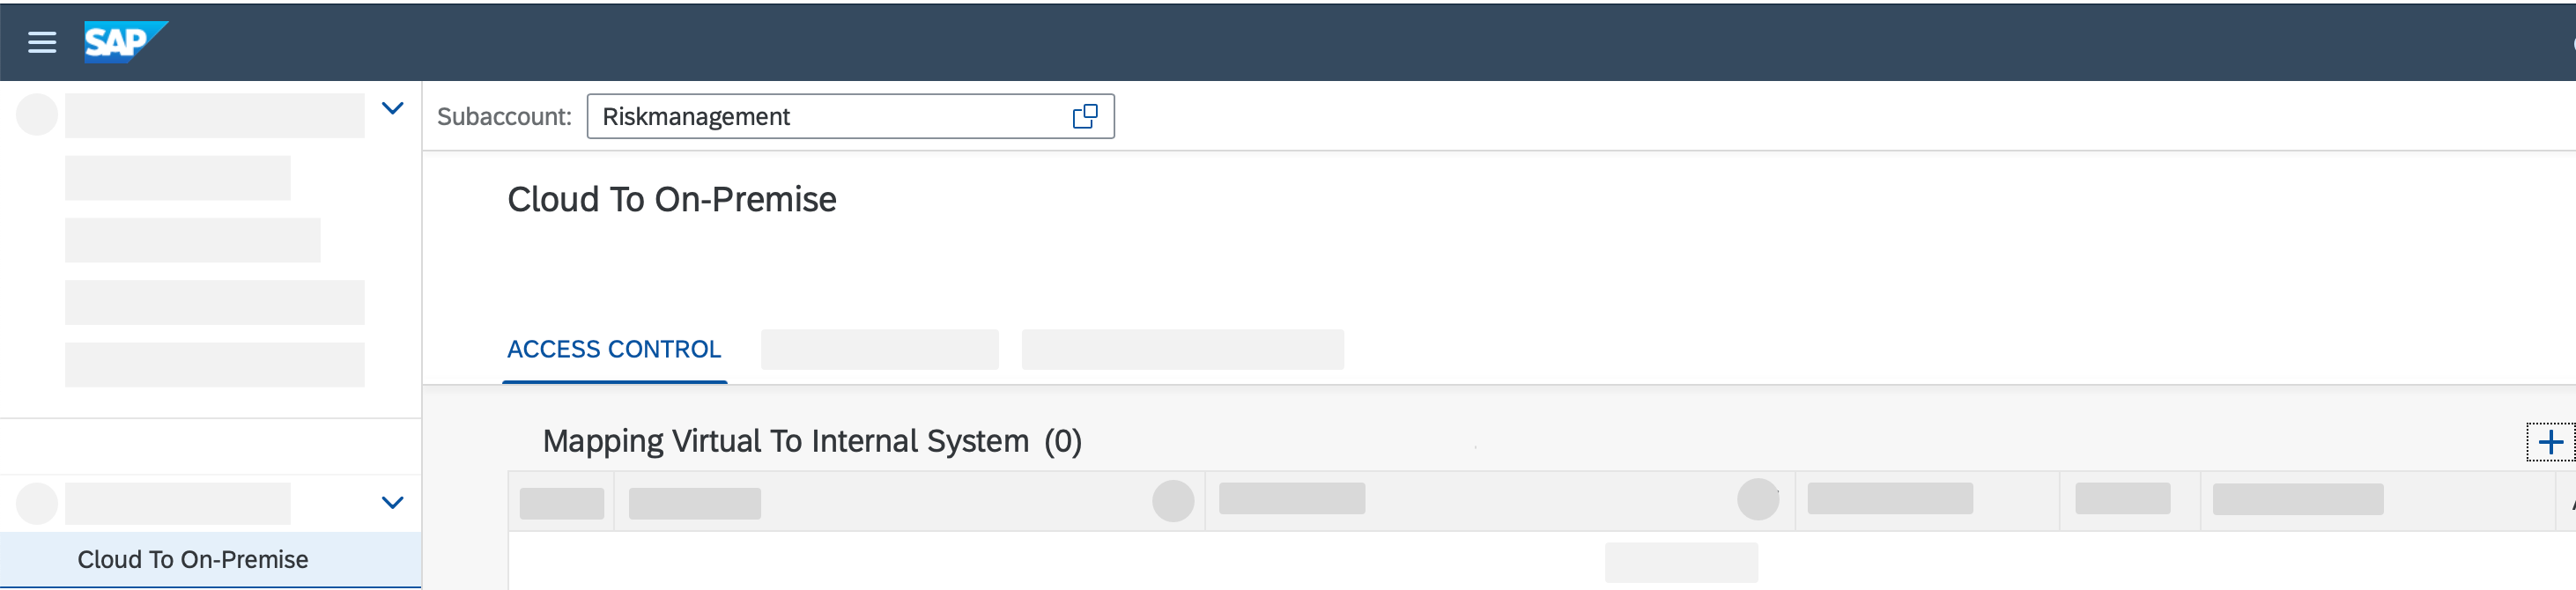 SAP
Subaccount: Riskmanagement
Cloud To On-Premise
ACCESS CONTROL
Mapping Virtual To Internal System (0)
Cloud To On-Premise